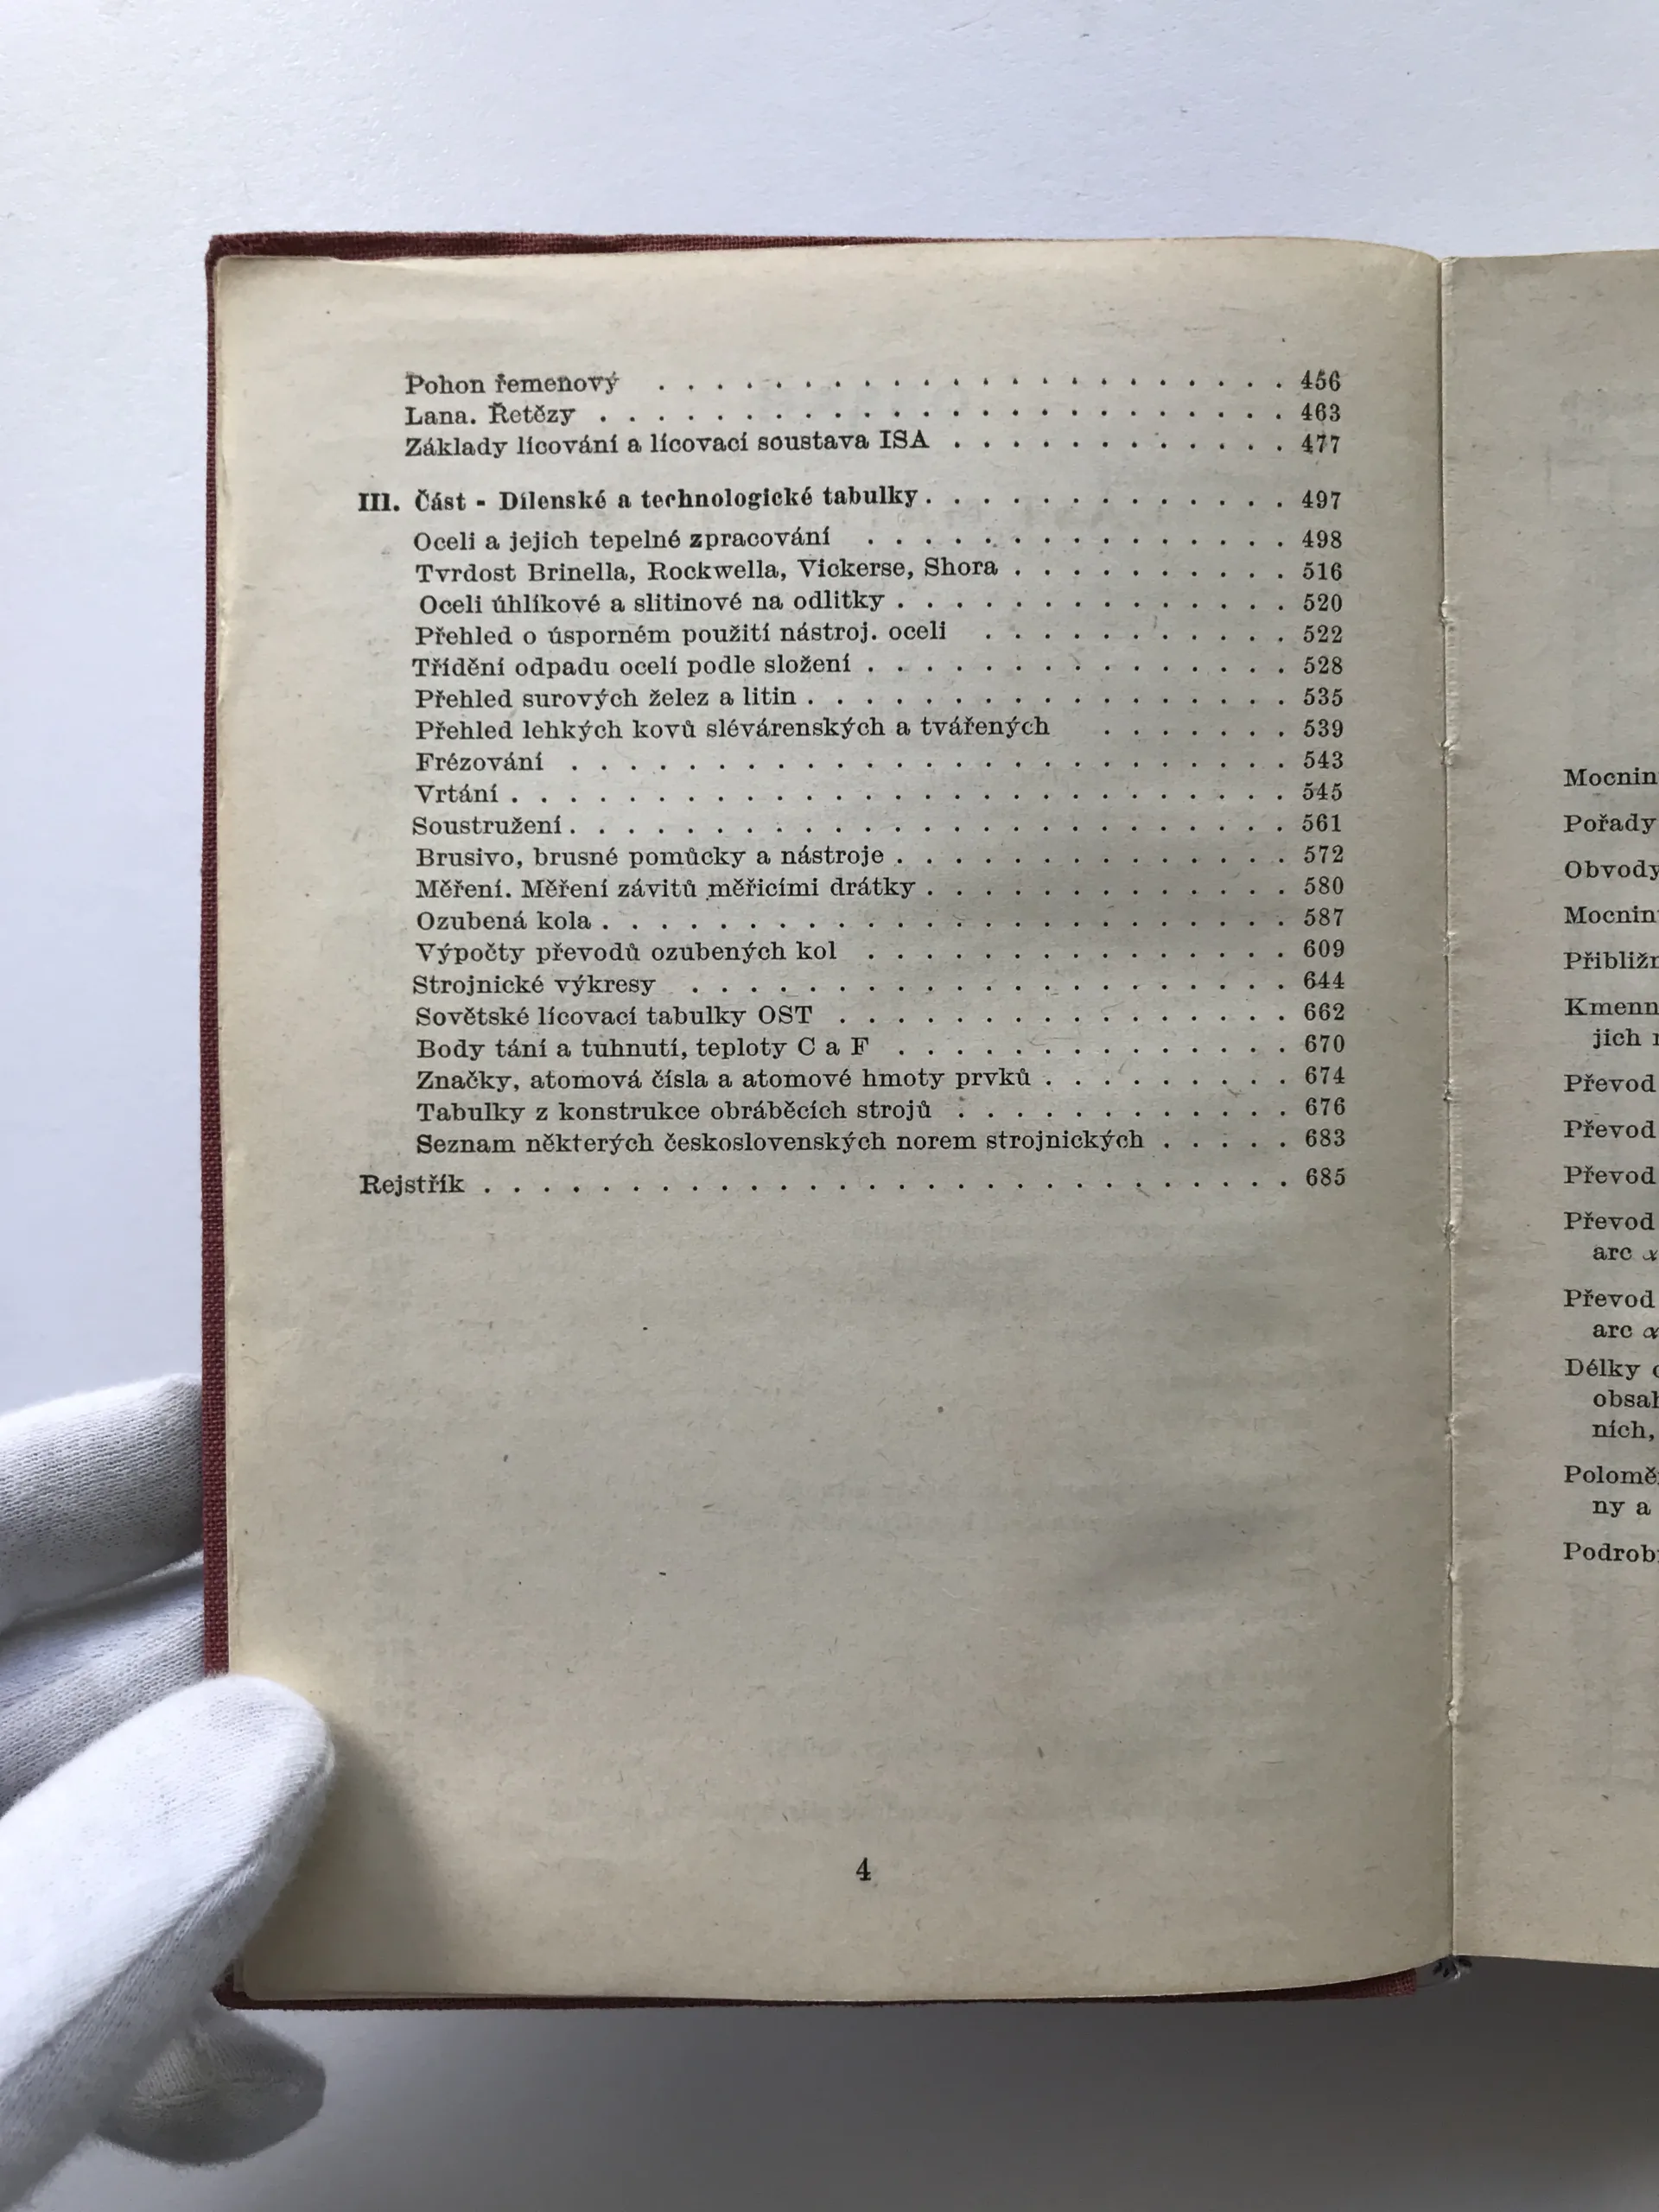 Pohon řemenový . . . . . . . . . . . . . . . . . . . . . . 456
Lana. Řetězy . . . . . . . . . . . . . . . . . . . . . . . . 463
Základy lícování a lícovací soustava ISA . . . . . . . . . . . . 477
III. Část - Dílenské a technologické tabulky . . . . . . . . . . . . . 497
Oceli a jejich tepelné zpracování . . . . . . . . . . . . . . . 498
Tvrdost Brinella, Rockwella, Vickerse, Shora . . . . . . . . . . 516
Oceli úhlíkové a slitinové na odlitky . . . . . . . . . . . . . . 520
Přehled o úsporném použití nástroj. oceli . . . . . . . . . . . 522
Třídění odpadu ocelí podle složení . . . . . . . . . . . . . . . 528
Přehled surových želez a litin . . . . . . . . . . . . . . . . . 535
Přehled lehkých kovů slévárenských a tvářených . . . . . . . 539
Frézování . . . . . . . . . . . . . . . . . . . . . . . . . 543
Vrtání . . . . . . . . . . . . . . . . . . . . . . . . . . . 545
Soustružení . . . . . . . . . . . . . . . . . . . . . . . . . 561
Brusivo, brusné pomůcky a nástroje . . . . . . . . . . . . . . 572
Měření. Měření závitů měřicími drátky . . . . . . . . . . . . . 580
Ozubená kola . . . . . . . . . . . . . . . . . . . . . . . . 587
Výpočty převodů ozubených kol . . . . . . . . . . . . . . . 609
Strojnické výkresy . . . . . . . . . . . . . . . . . . . . . 644
Sovětské lícovací tabulky OST . . . . . . . . . . . . . . . . 662
Body tání a tuhnutí, teploty C a F . . . . . . . . . . . . . . 670
Značky, atomová čísla a atomové hmoty prvků . . . . . . . . . 674
Tabulky z konstrukce obráběcích strojů . . . . . . . . . . . . 676
Seznam některých československých norem strojnických . . . . . 683
Rejstřík . . . . . . . . . . . . . . . . . . . . . . . . . . . . 685
4
Pořady
Obvody
Převod
Převod
Převod
Převod
arc
Převod
arc α
Délky
ních,
ny a